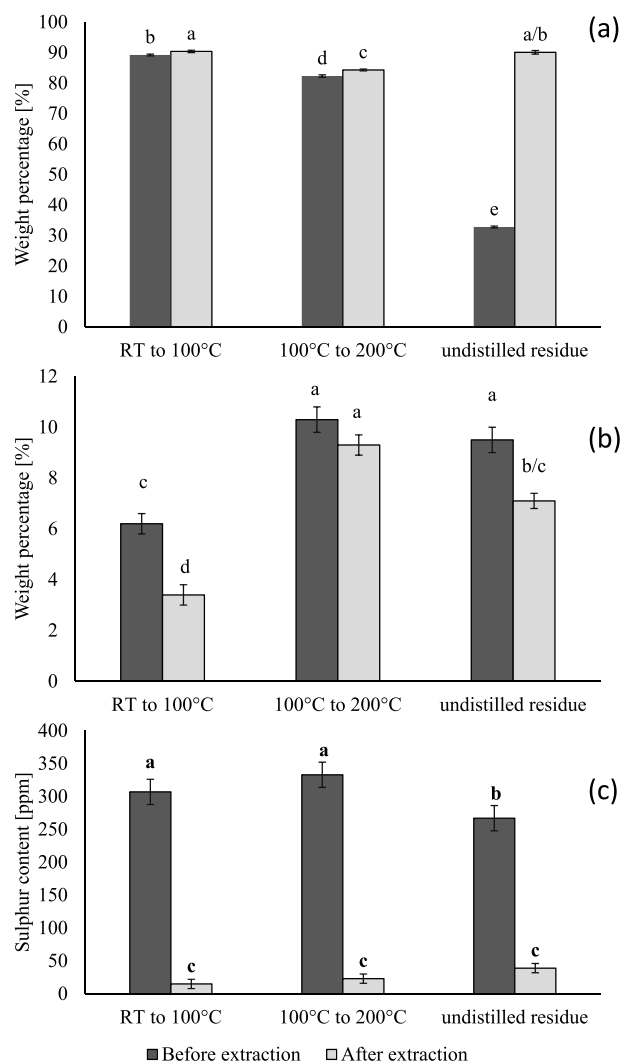 (a)
Weight percentage [%]
100
90
80
70
60
50
40
30
20
10
0
b a d c e a/b
RT to 100°C 100°C to 200°C undistilled residue
(b)
Weight percentage [%]
12
10
8
6
4
2
0
c d a a a b/c
RT to 100°C 100°C to 200°C undistilled residue
(c)
Sulphur content [ppm]
400
350
300
250
200
150
100
50
0
a c a c b c
RT to 100°C 100°C to 200°C undistilled residue
Before extraction After extraction